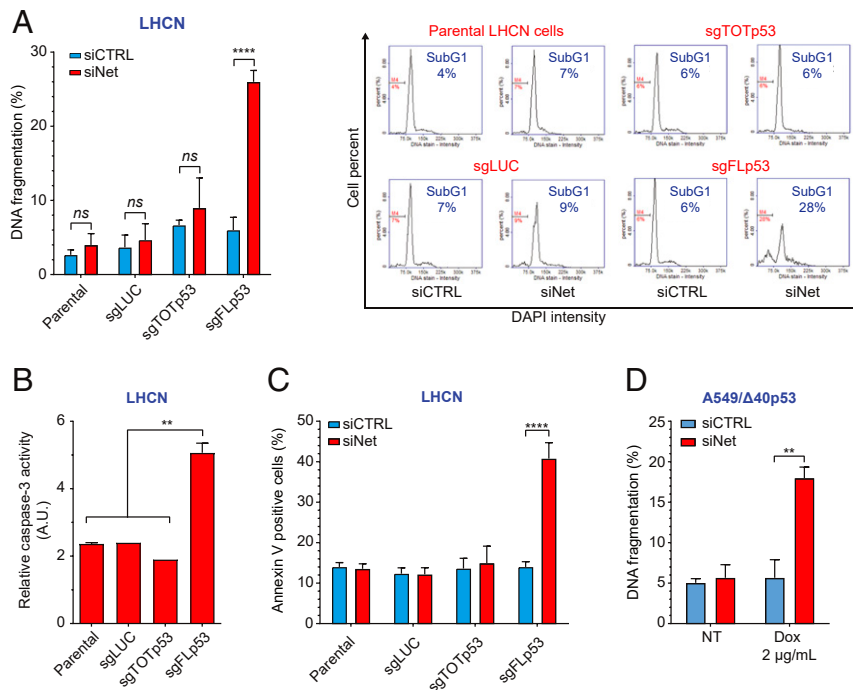 A
LHCN
siCTRL
siNet
DNA fragmentation (%)
30
20
10
0
ns
ns
ns
****
Parental
sgLUC
sgTOTp53
sgFLp53
Parental LHCN cells
sgTOTp53
SubG1
4%
SubG1
7%
SubG1
6%
SubG1
6%
sgLUC
sgFLp53
SubG1
7%
SubG1
9%
SubG1
6%
SubG1
28%
Cell percent
siCTRL
siNet
siCTRL
siNet
DAPI intensity
B
LHCN
Relative caspase-3 activity
(A.U.)
6
4
2
0
**
Parental
sgLUC
sgTOTp53
sgFLp53
C
LHCN
siCTRL
siNet
Annexin V positive cells (%)
50
40
30
20
10
0
****
Parental
sgLUC
sgTOTp53
sgFLp53
D
A549/Δ40p53
siCTRL
siNet
DNA fragmentation (%)
25
20
15
10
5
0
**
NT
Dox
2 µg/mL